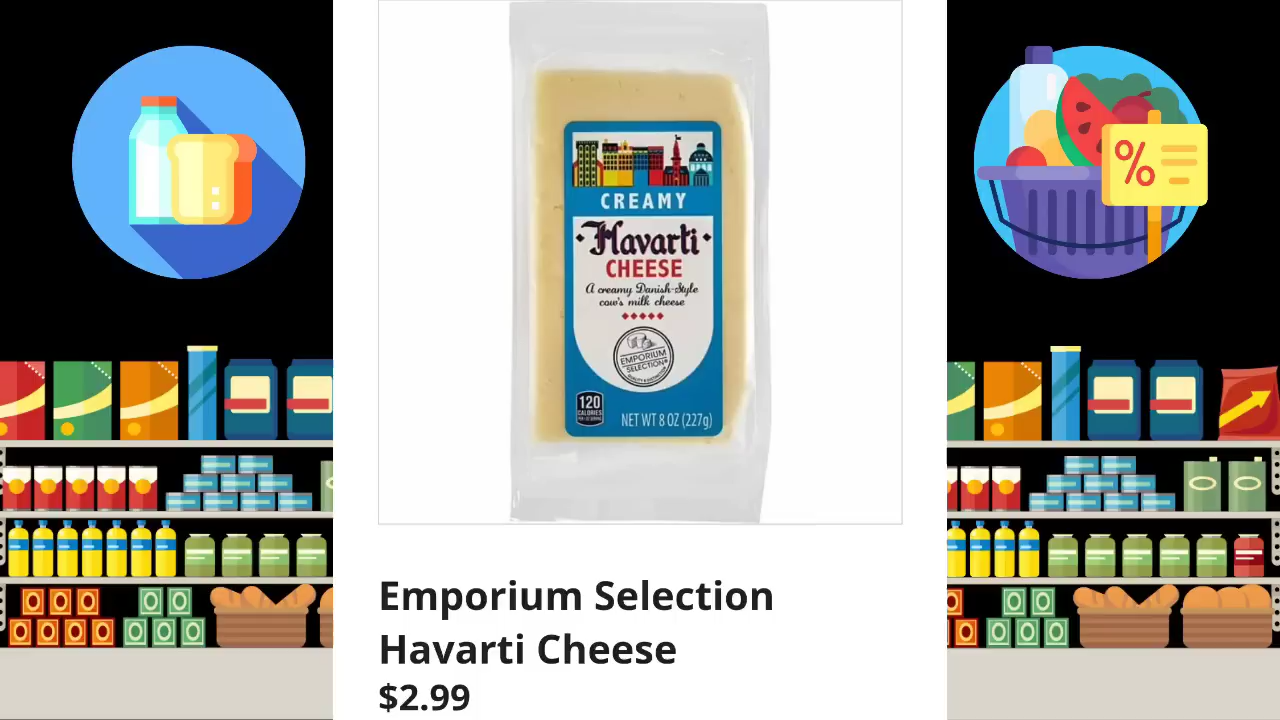 CREAMY
Havarti
CHEESE
A creamy Danish-Style
cow's milk cheese
EMPORIUM
SELECTION®
120
CALORIES
NET WT 8 OZ (227g)
%
Emporium Selection
Havarti Cheese
$2.99